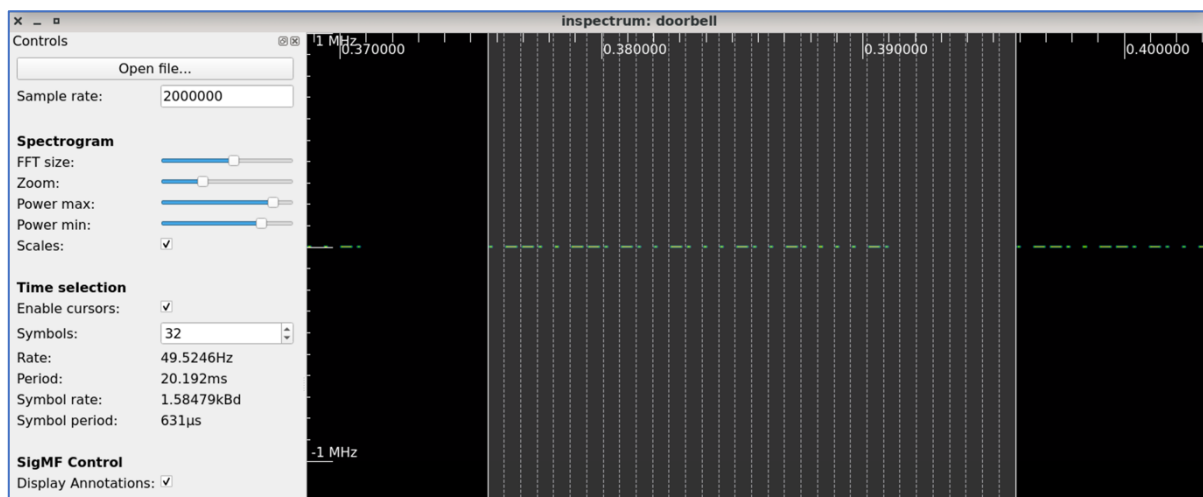 inspectrum: doorbell
Controls
Open file...
Sample rate: 2000000
Spectrogram
FFT size:
Zoom:
Power max:
Power min:
Scales:
Time selection
Enable cursors:
Symbols: 32
Rate: 49.5246Hz
Period: 20.192ms
Symbol rate: 1.58479kBd
Symbol period: 631µs
SigMF Control
Display Annotations:
1 MHz
0.370000 0.380000 0.390000 0.400000
-1 MHz